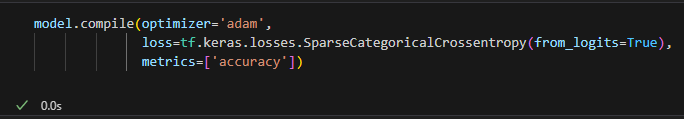 model.compile(optimizer='adam',
loss=tf.keras.losses.SparseCategoricalCrossentropy(from_logits=True),
metrics=['accuracy'])
0.0s